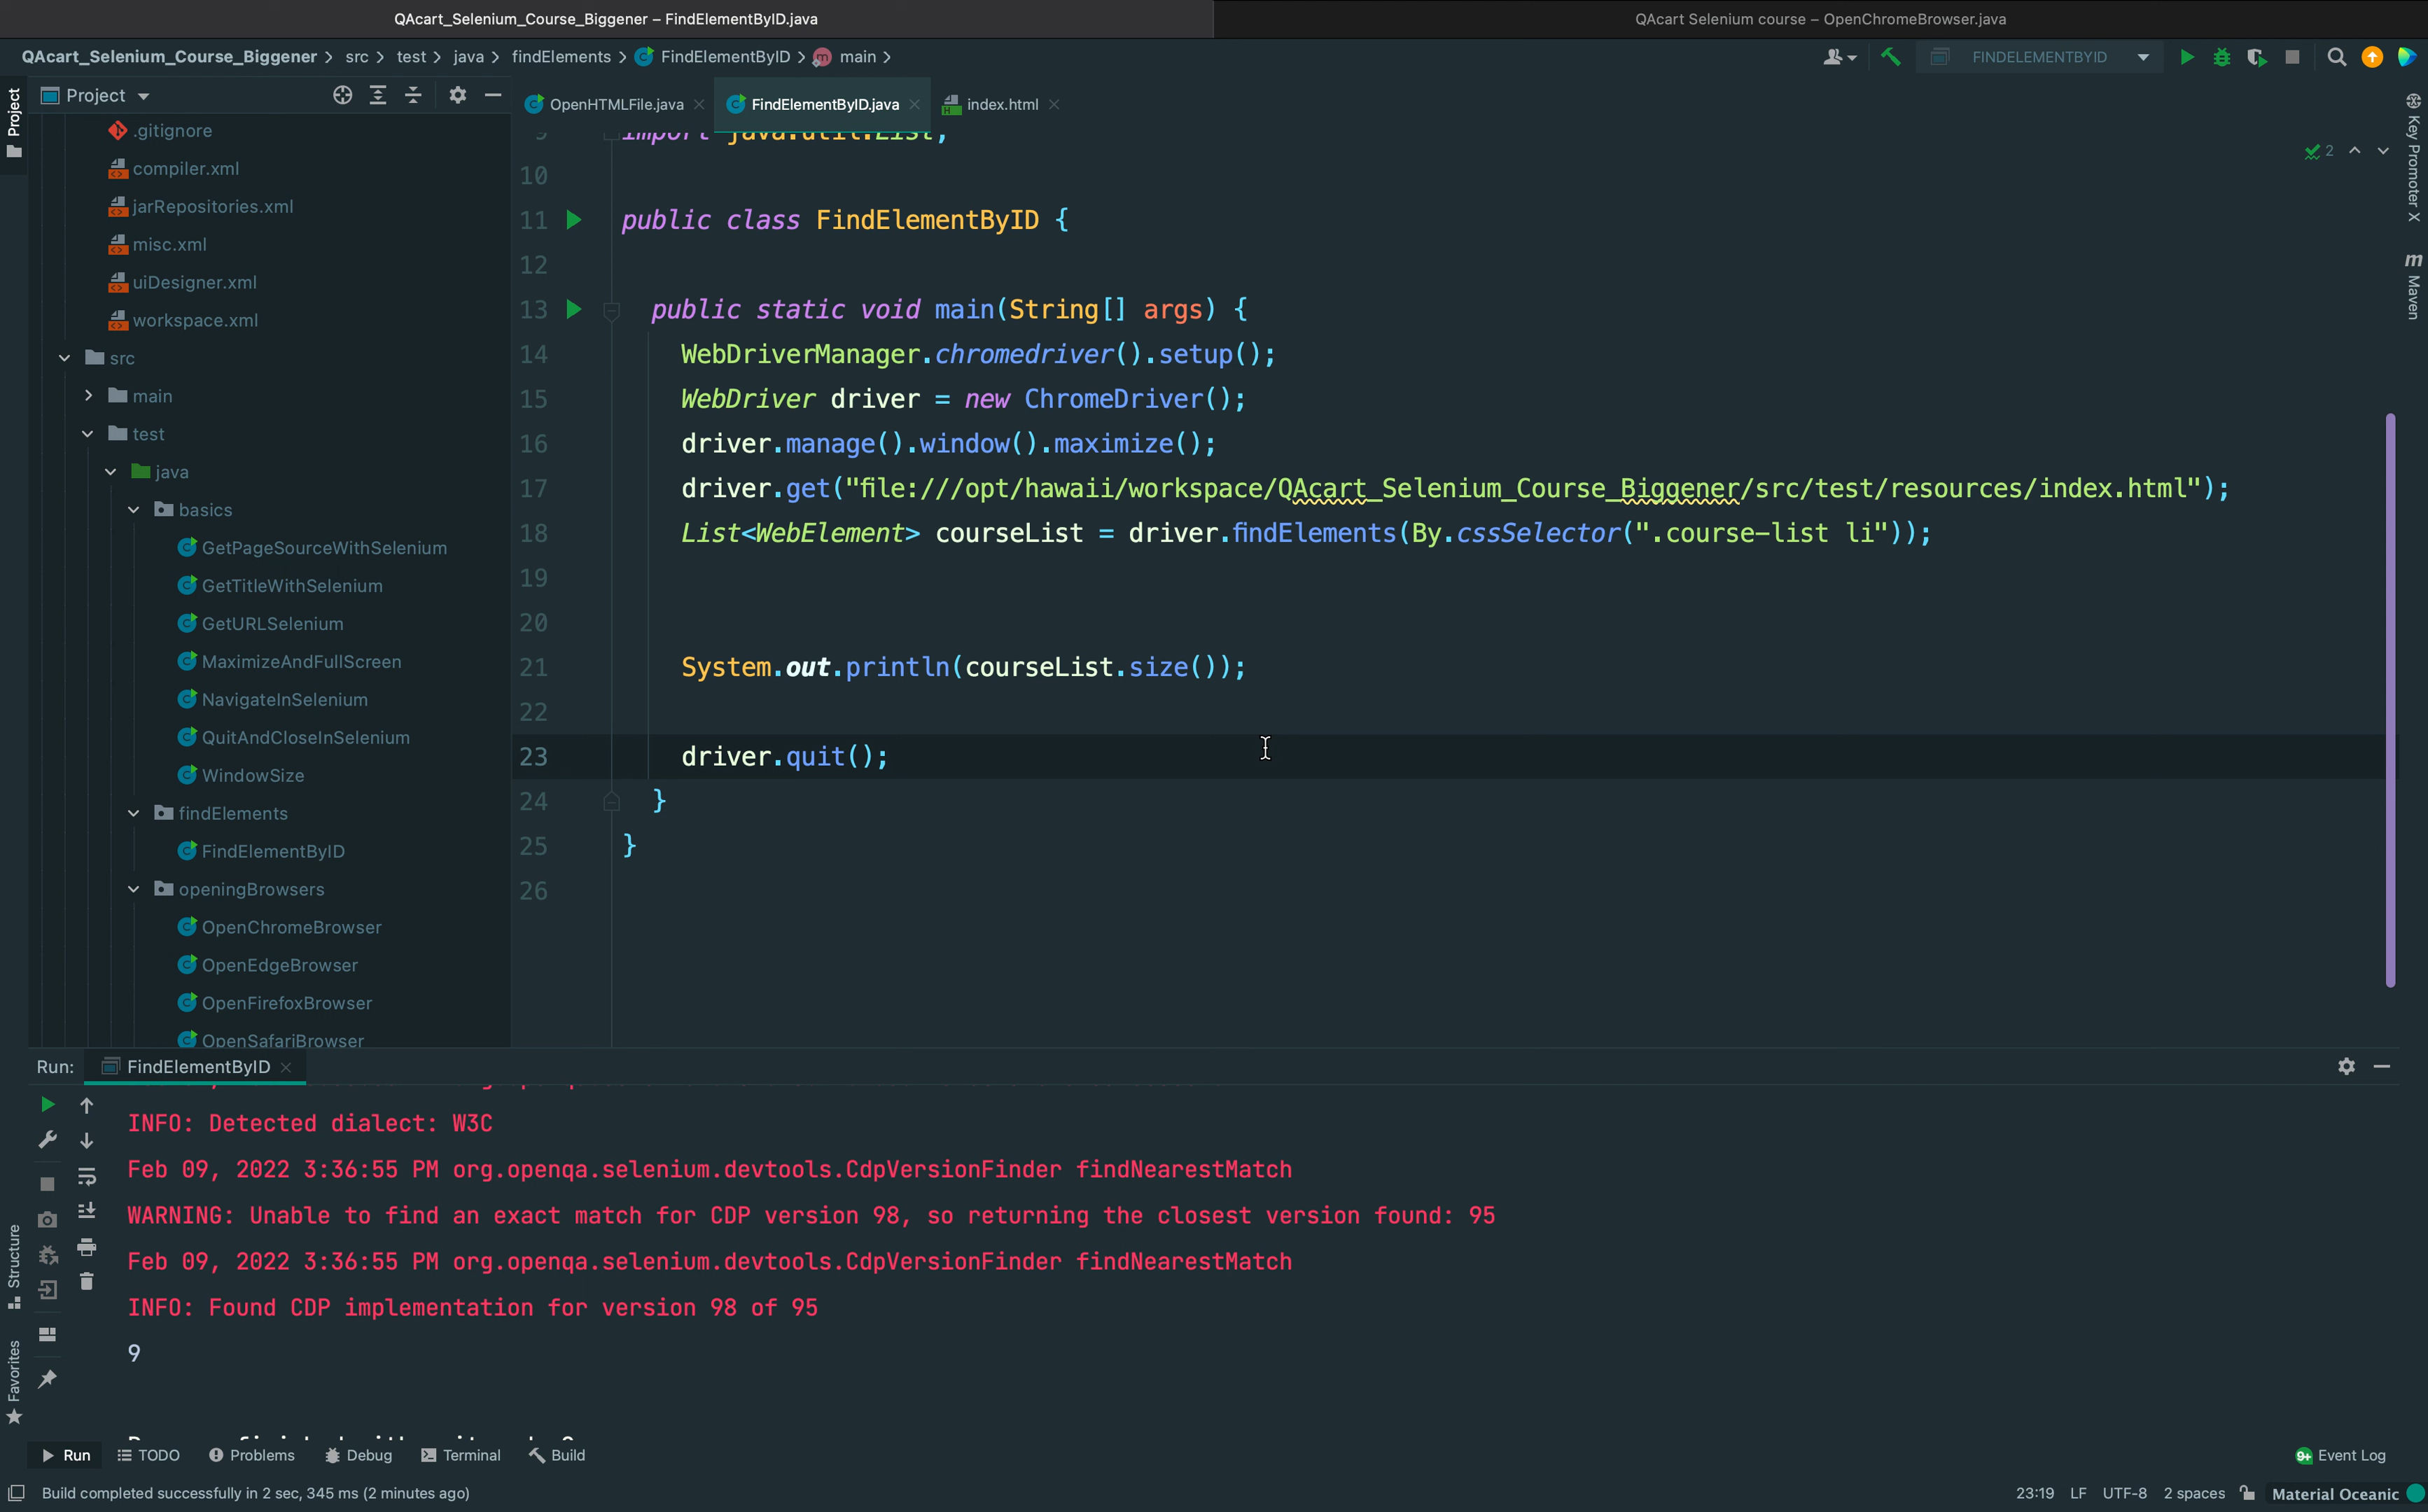 QAcart_Selenium_Course_Biggener – FindElementByID.java
QAcart Selenium course – OpenChromeBrowser.java
QAcart_Selenium_Course_Biggener > src > test > java > findElements > FindElementByID > main >
FINDELEMENTBYID
Project
Project
.gitignore
compiler.xml
jarRepositories.xml
misc.xml
uiDesigner.xml
workspace.xml
src
main
test
java
basics
GetPageSourceWithSelenium
GetTitleWithSelenium
GetURLSelenium
MaximizeAndFullScreen
NavigateInSelenium
QuitAndCloseInSelenium
WindowSize
findElements
FindElementByID
openingBrowsers
OpenChromeBrowser
OpenEdgeBrowser
OpenFirefoxBrowser
OpenSafariBrowser
Structure
Favorites
OpenHTMLFile.java
FindElementByID.java
index.html
2
9 import java.util.List;
10
11 public class FindElementByID {
12
13 public static void main(String[] args) {
14 WebDriverManager.chromedriver().setup();
15 WebDriver driver = new ChromeDriver();
16 driver.manage().window().maximize();
17 driver.get("file:///opt/hawaii/workspace/QAcart_Selenium_Course_Biggener/src/test/resources/index.html");
18 List<WebElement> courseList = driver.findElements(By.cssSelector(".course-list li"));
19
20
21 System.out.println(courseList.size());
22
23 driver.quit();
24 }
25 }
26
Key Promoter X
Maven
Run: FindElementByID
INFO: Detected dialect: W3C
Feb 09, 2022 3:36:55 PM org.openqa.selenium.devtools.CdpVersionFinder findNearestMatch
WARNING: Unable to find an exact match for CDP version 98, so returning the closest version found: 95
Feb 09, 2022 3:36:55 PM org.openqa.selenium.devtools.CdpVersionFinder findNearestMatch
INFO: Found CDP implementation for version 98 of 95
9
Run TODO Problems Debug Terminal Build
9+ Event Log
Build completed successfully in 2 sec, 345 ms (2 minutes ago)
23:19 LF UTF-8 2 spaces Material Oceanic